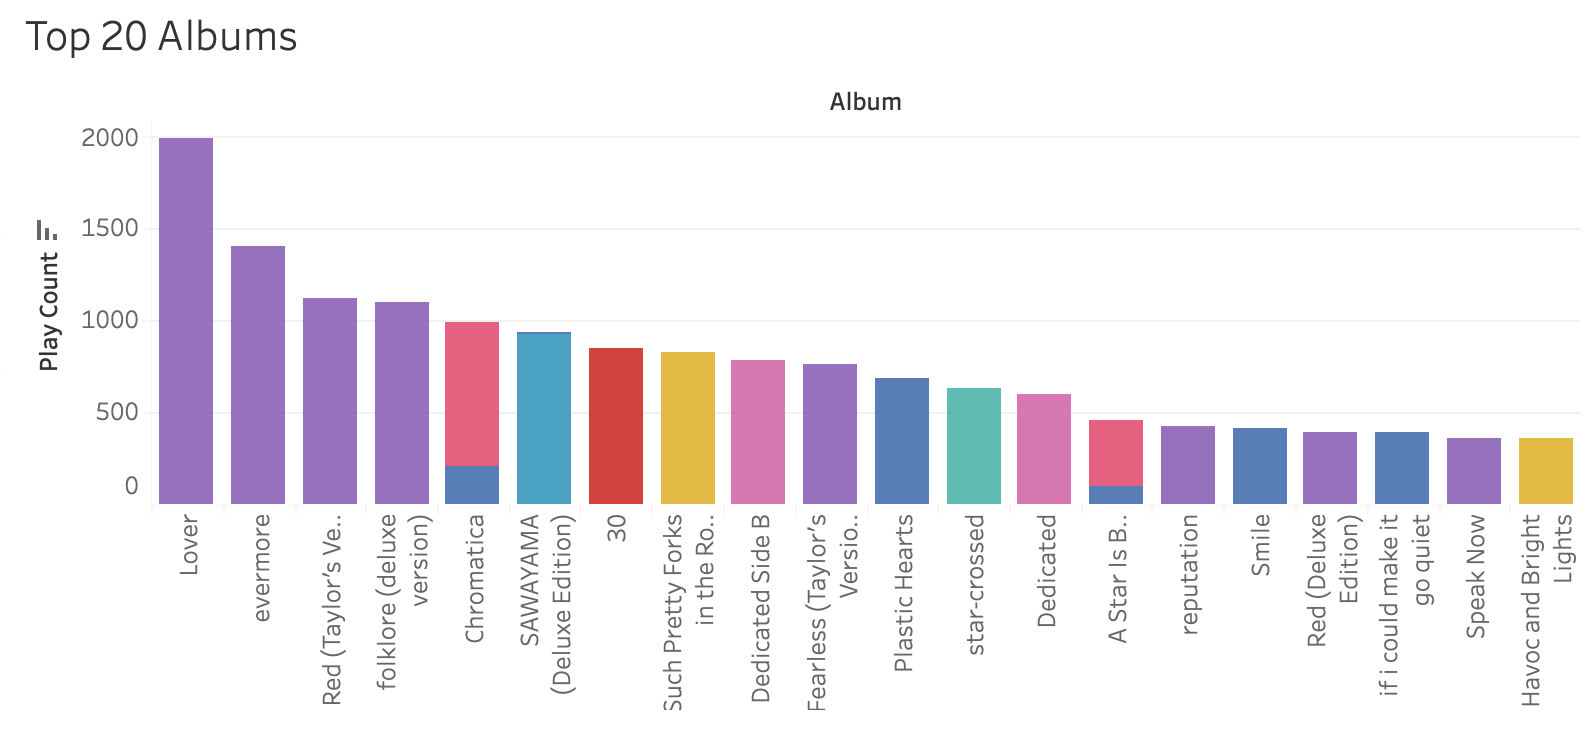 Top 20 Albums
Album
Play Count
2000
1500
1000
500
0
Lover
evermore
Red (Taylor's Ve..
folklore (deluxe
version)
Chromatica
SAWAYAMA
(Deluxe Edition)
30
Such Pretty Forks
in the Ro..
Dedicated Side B
Fearless (Taylor's
Versio..
Plastic Hearts
star-crossed
Dedicated
A Star Is B..
reputation
Smile
Red (Deluxe
Edition)
if i could make it
go quiet
Speak Now
Havoc and Bright
Lights